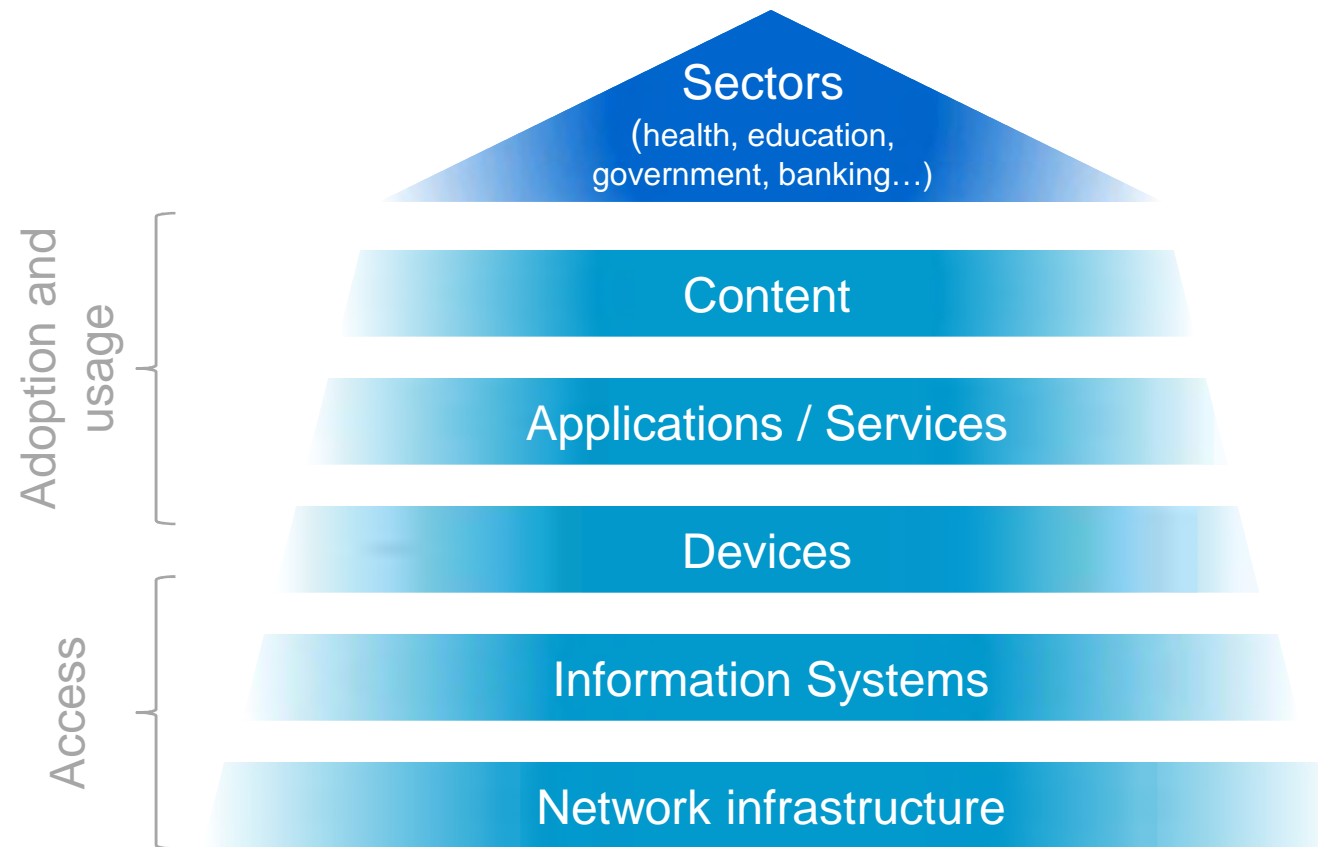 Sectors
(health, education,
government, banking…)
Adoption and
usage
Content
Applications / Services
Devices
Access
Information Systems
Network infrastructure